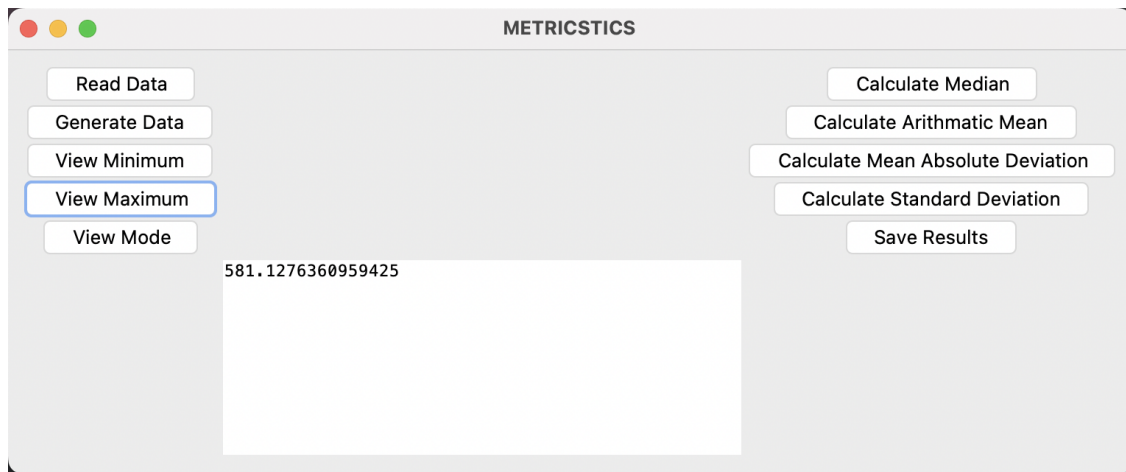 METRICSTICS
Read Data
Generate Data
View Minimum
View Maximum
View Mode
Calculate Median
Calculate Arithmatic Mean
Calculate Mean Absolute Deviation
Calculate Standard Deviation
Save Results
581.1276360959425